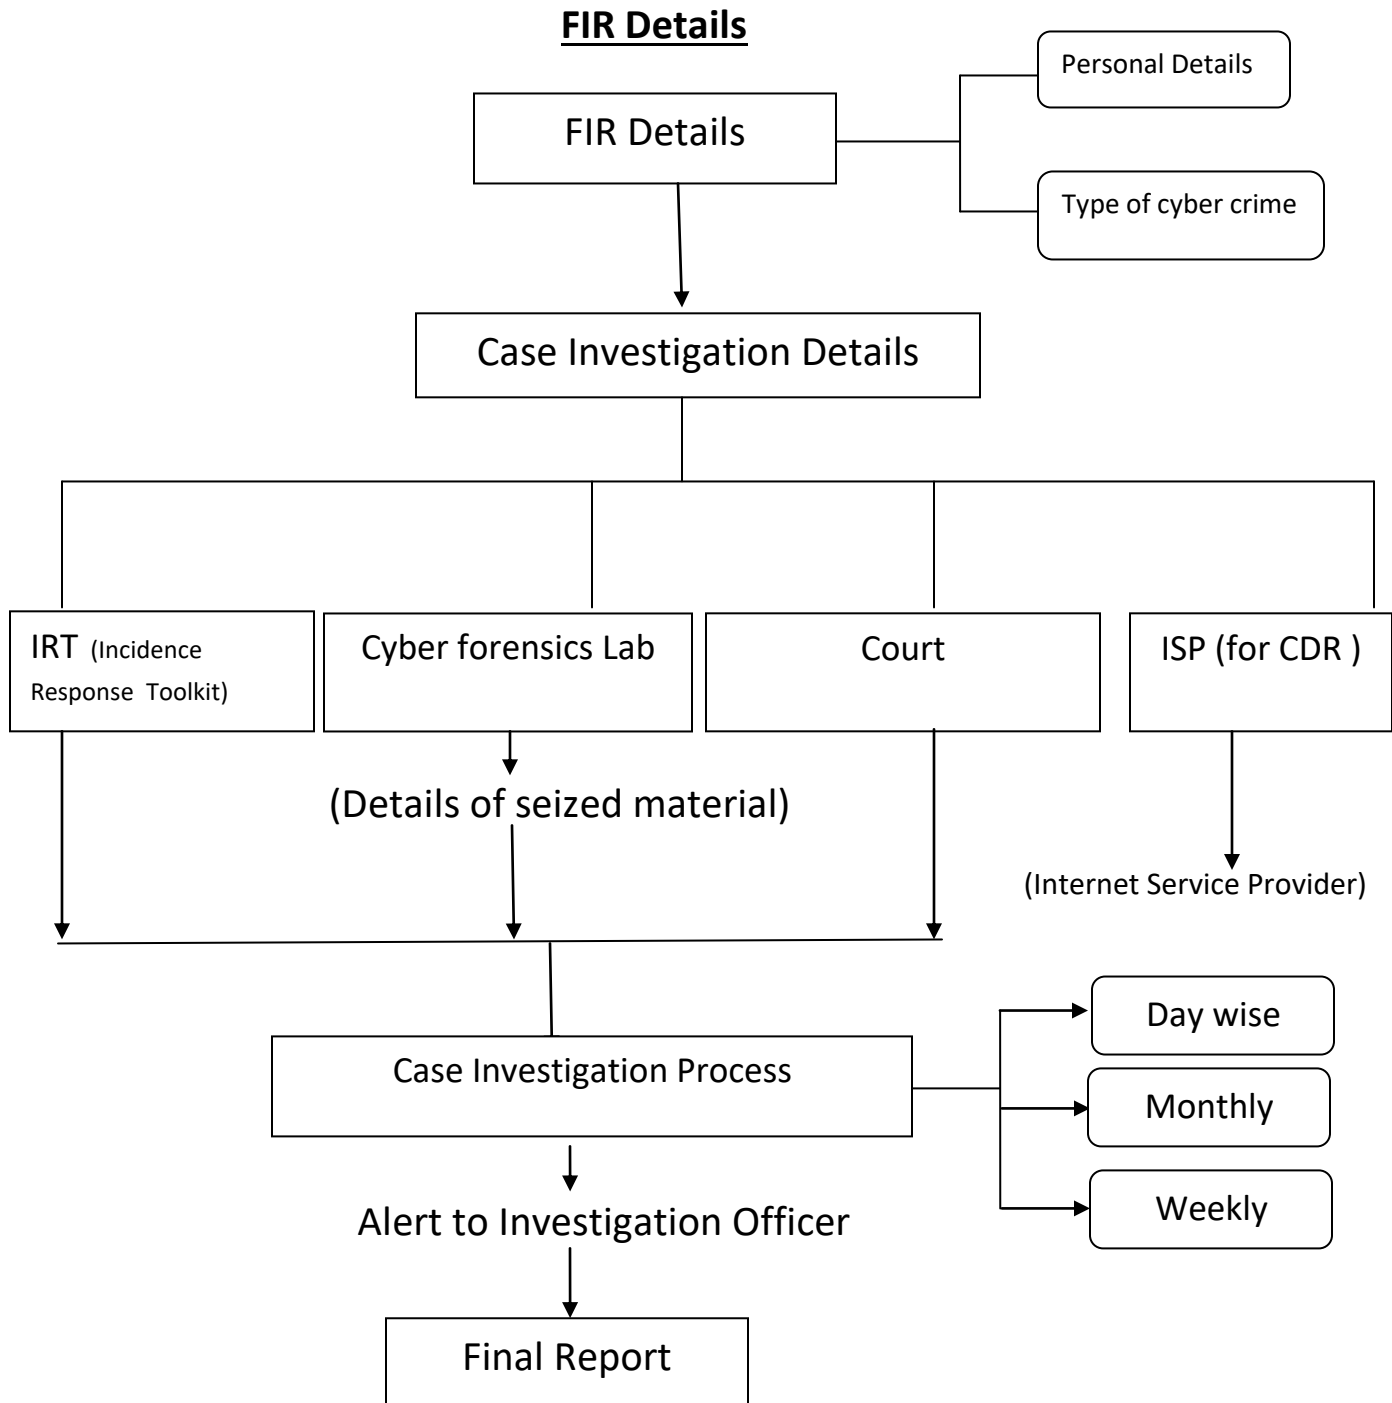 FIR Details
Personal Details
FIR Details
Type of cyber crime
Case Investigation Details
IRT (Incidence
Response Toolkit)
Cyber forensics Lab
Court
ISP (for CDR )
(Details of seized material)
(Internet Service Provider)
Day wise
Case Investigation Process
Monthly
Weekly
Alert to Investigation Officer
Final Report